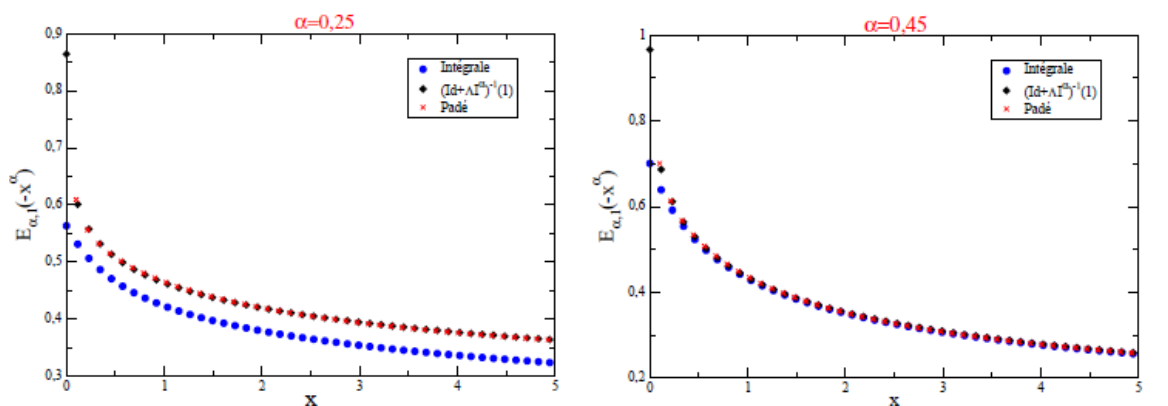 α=0,25
0,9
0,8
0,7
0,6
0,5
0,4
0,3
E_{α,1}(-x^α)
Intégrale
(Id+ΛI^α)^{-1}(1)
Padé
0 1 2 3 4 5
x
α=0,45
1
0,8
0,6
0,4
0,2
E_{α,1}(-x^α)
Intégrale
(Id+ΛI^α)^{-1}(1)
Padé
0 1 2 3 4 5
x